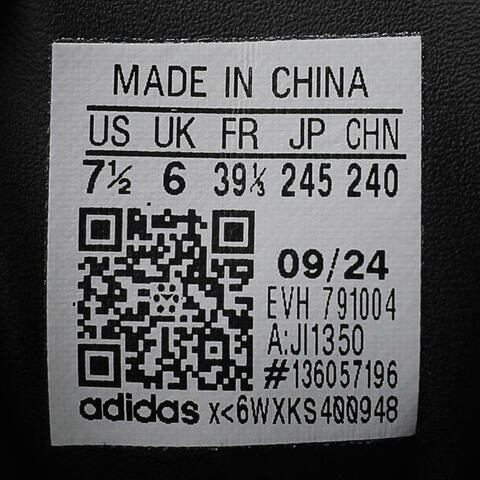 MADE IN CHINA
US UK FR JP CHN
7½ 6 39⅓ 245 240
09/24
EVH 791004
A:JI1350
#136057196
adidas x<6WXKS400948